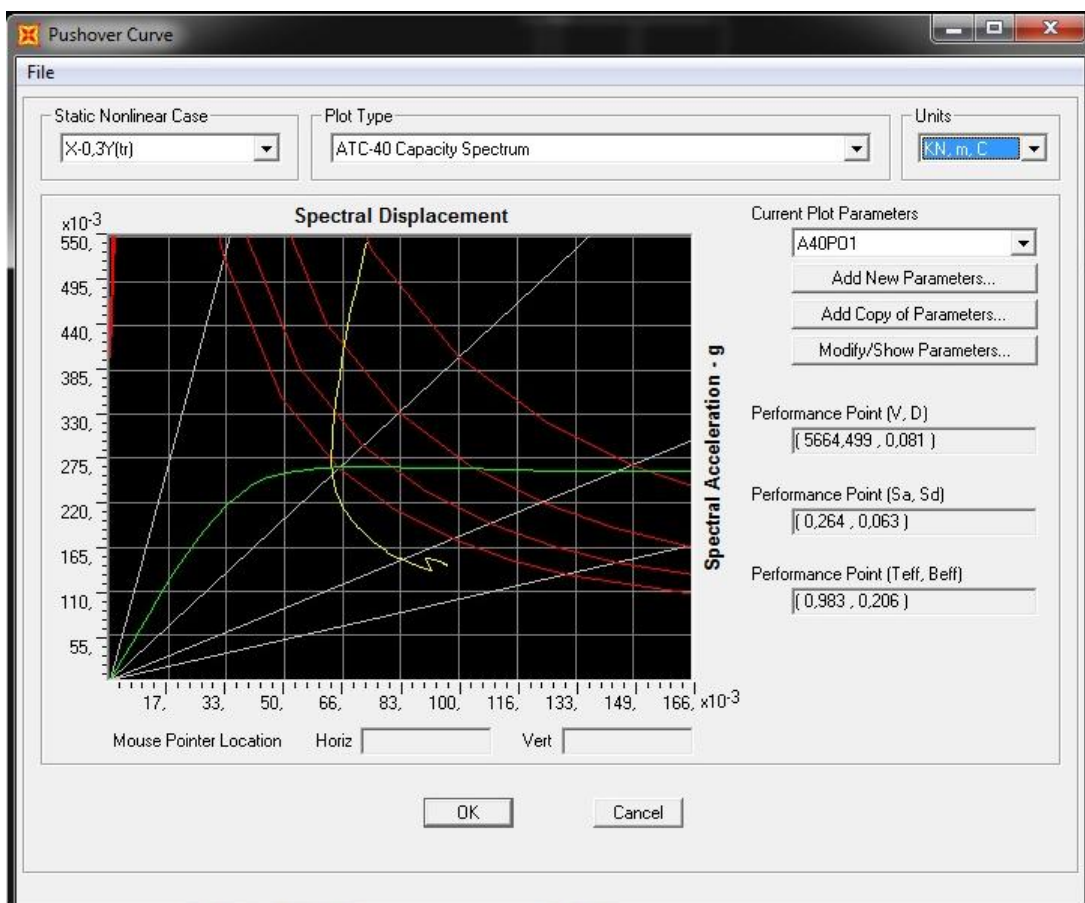 Pushover Curve
File
Static Nonlinear Case
X-0,3Y(tr)
Plot Type
ATC-40 Capacity Spectrum
Units
KN, m, C
Spectral Displacement
x10-3
550,
495,
440,
385,
330,
275,
220,
165,
110,
55,
17, 33, 50, 66, 83, 100, 116, 133, 149, 166, x10-3
Spectral Acceleration - g
Mouse Pointer Location Horiz Vert
Current Plot Parameters
A40PO1
Add New Parameters...
Add Copy of Parameters...
Modify/Show Parameters...
Performance Point (V, D)
( 5664,499 , 0,081 )
Performance Point (Sa, Sd)
( 0,264 , 0,063 )
Performance Point (Teff, Beff)
( 0,983 , 0,206 )
OK Cancel